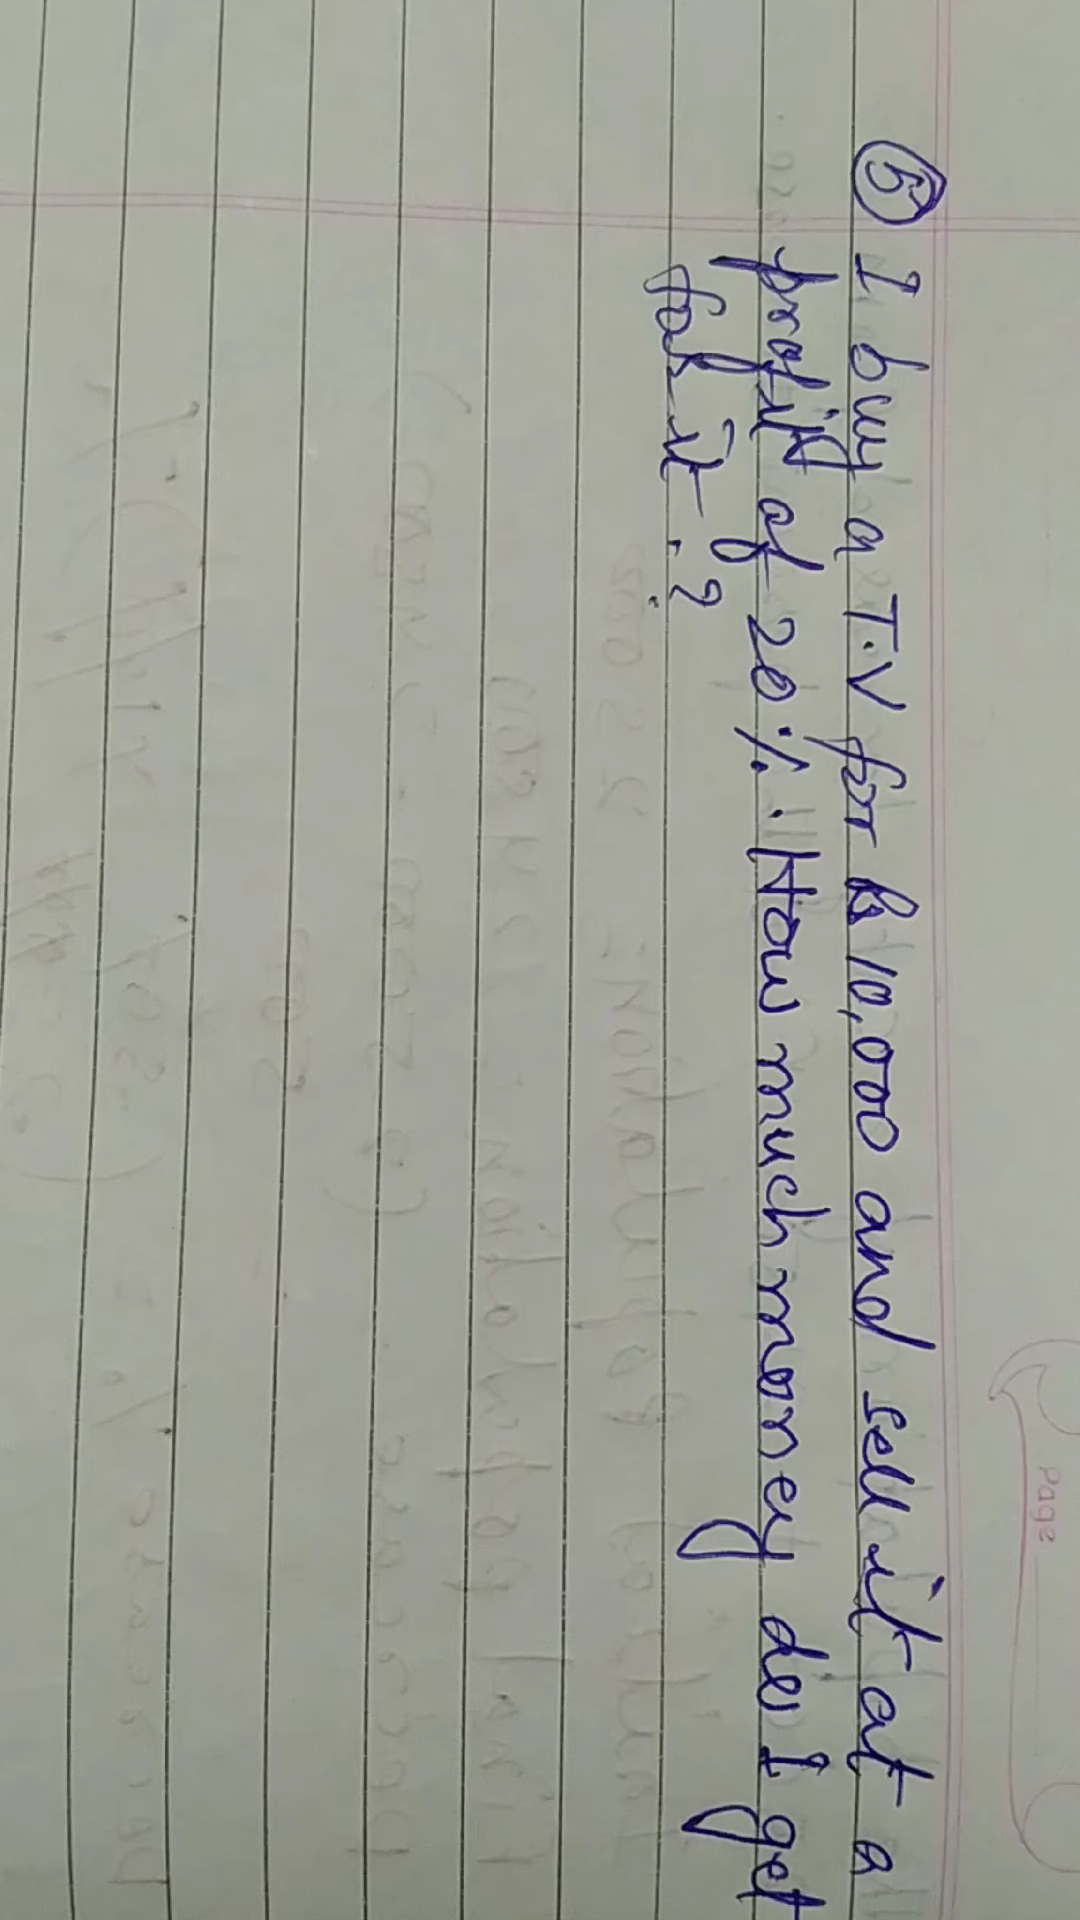 Page
⑤ I buy a T.V for Rs 10,000 and sell it at a
profit of 20%. How much money do I get
for it ?